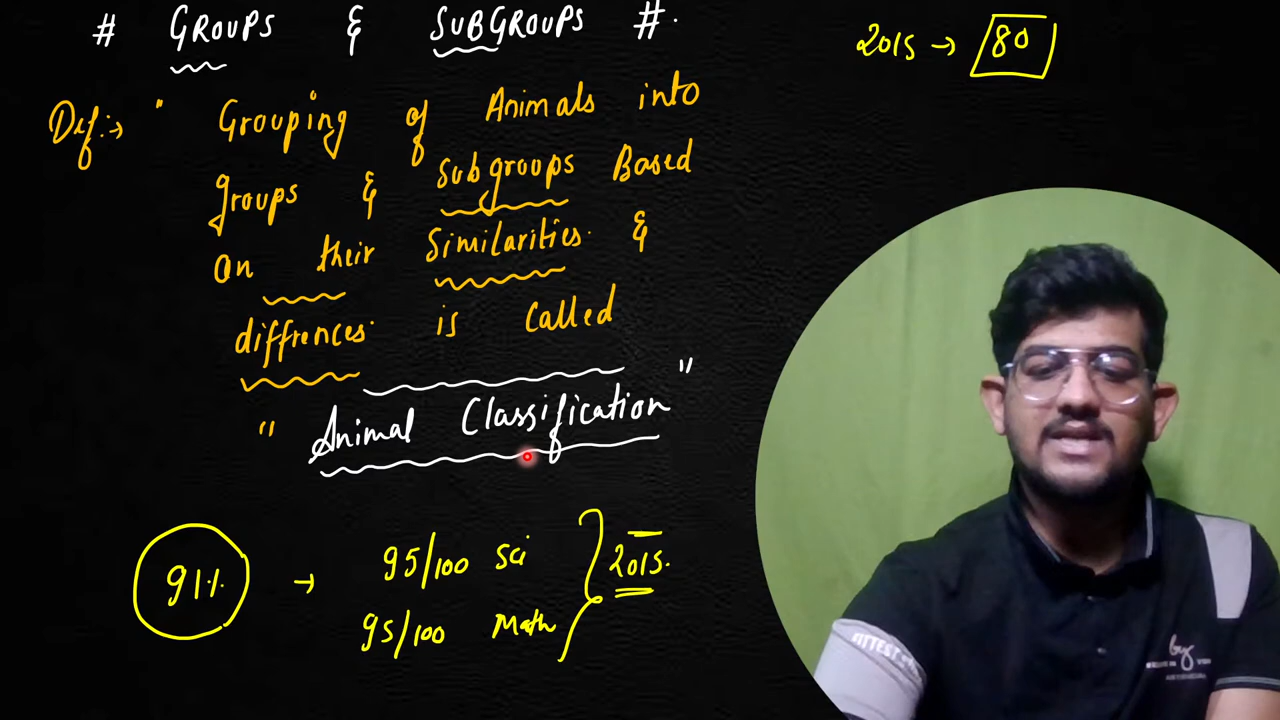 # GROUPS & SUBGROUPS #.
2015 → 80
Def:→ " Grouping of Animals into
groups & Subgroups Based
on their Similarities &
diffrences is called
" Animal Classification "
91% → 95/100 Sci
95/100 Math
2015.